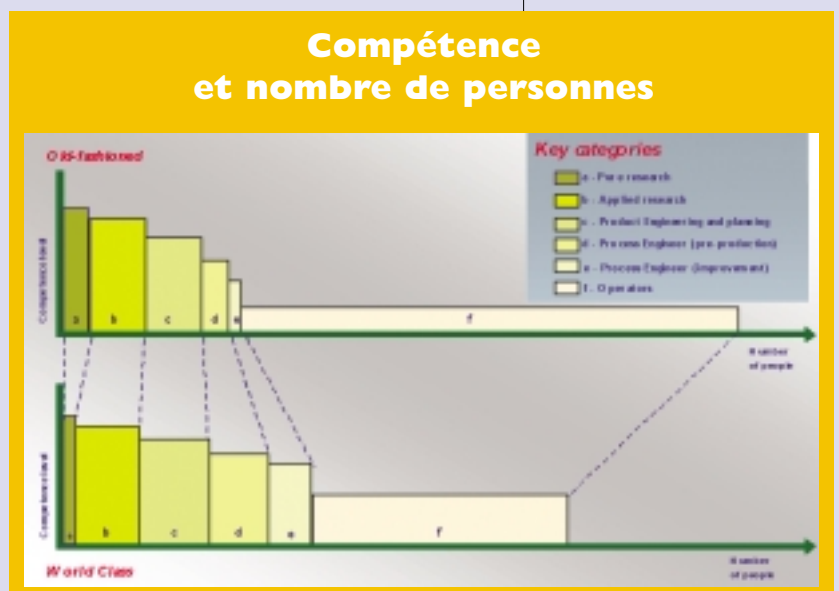 Compétence
et nombre de personnes
Old-fashioned
Key categories
a - Pure research
b - Applied research
c - Product Engineering and planning
d - Process Engineer (pre-production)
e - Process Engineer (Improvement)
f - Operators
Competence level
a b c d e f
Number
of people
Competence level
a b c d e f
Number
of people
World Class